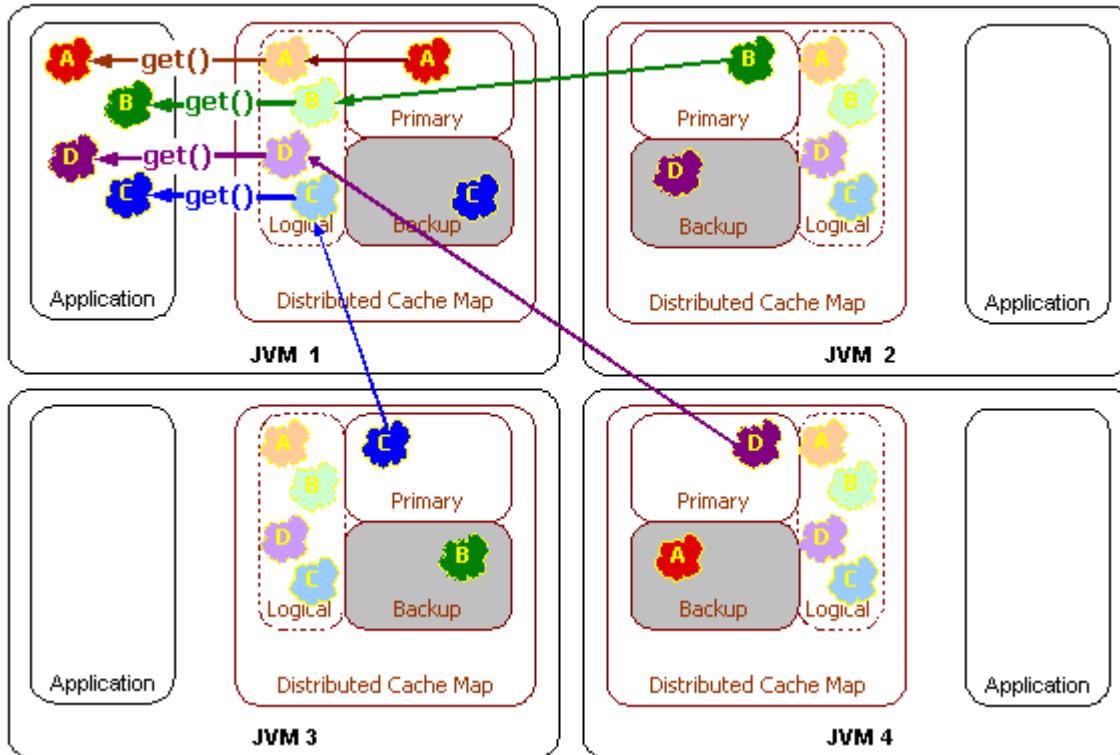 A get() A A
B get() B
Primary
D get() D
C get() C C
Logical Backup
Application
Distributed Cache Map
JVM 1
B A
B
Primary
D D
C
Backup Logical
Distributed Cache Map
Application
JVM 2
A C
B
Primary
D B
C
Logical Backup
Application
Distributed Cache Map
JVM 3
D A
B
Primary
A D
C
Backup Logical
Distributed Cache Map
Application
JVM 4